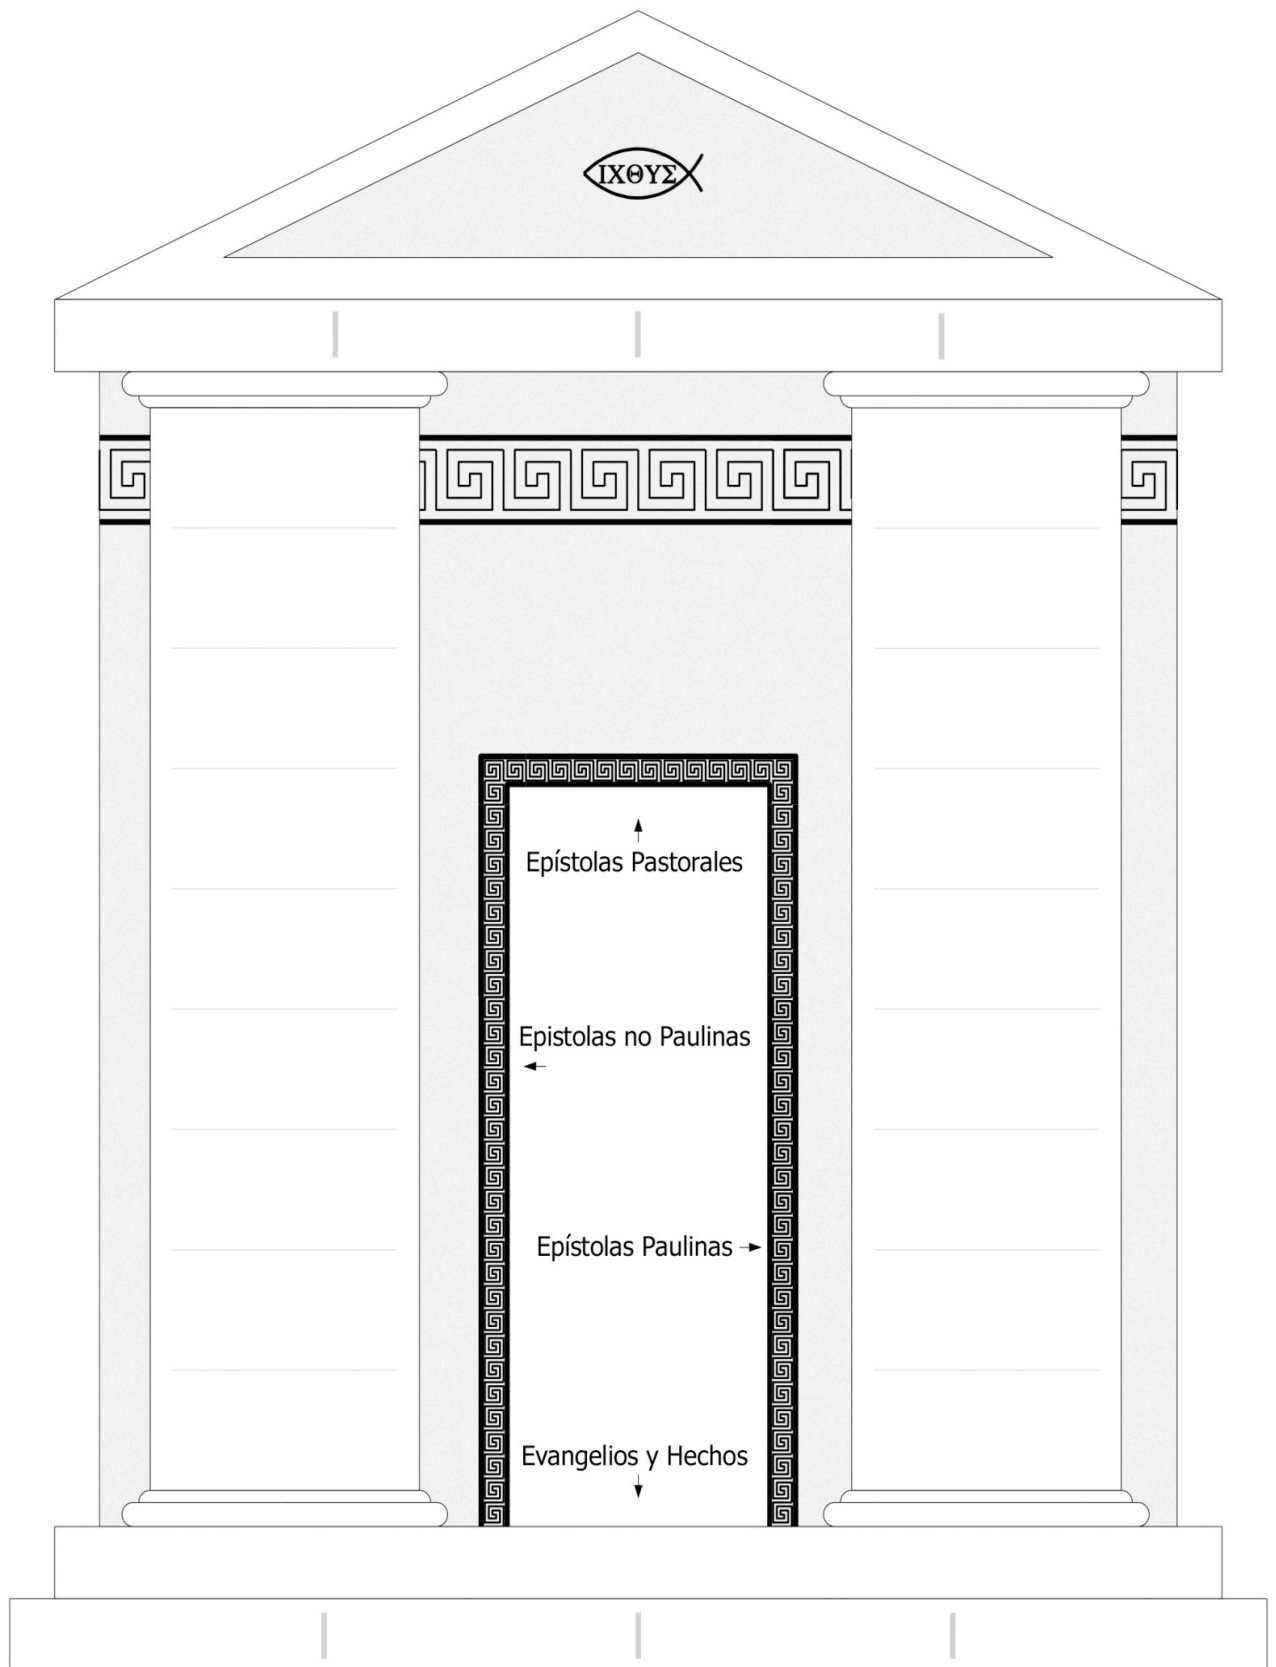 ΙΧΘΥΣ
Epístolas Pastorales
Epistolas no Paulinas
Epístolas Paulinas
Evangelios y Hechos